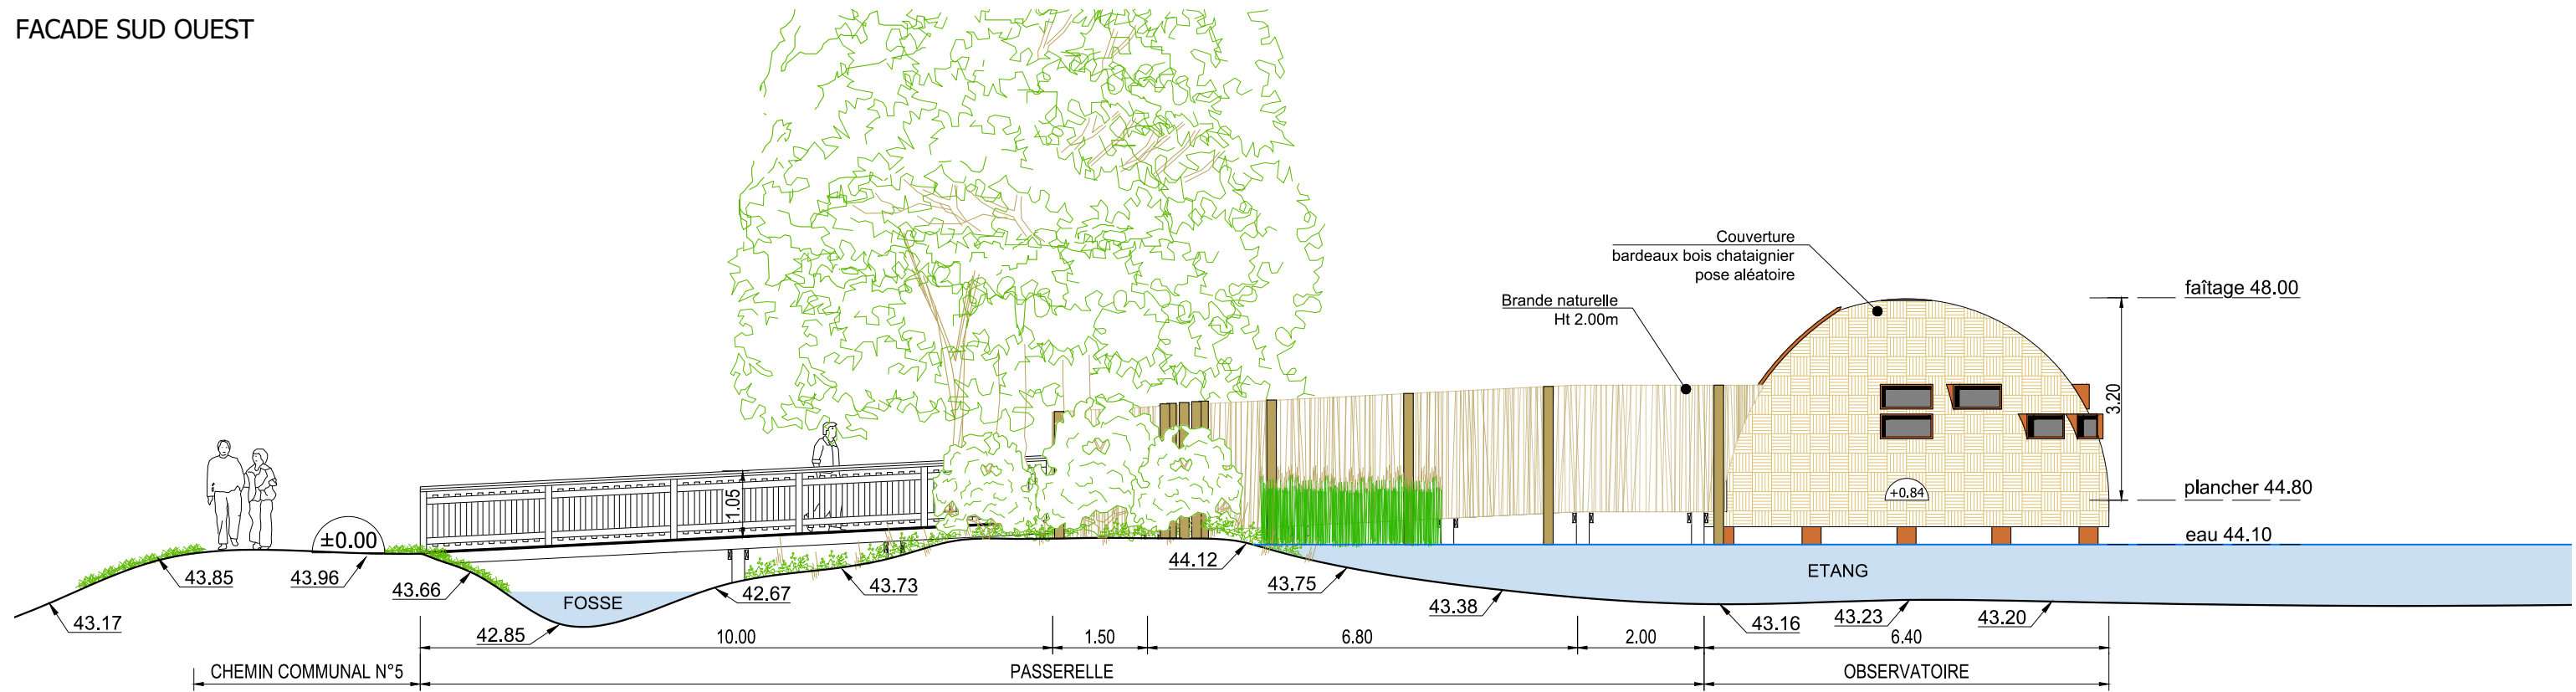 FACADE SUD OUEST
Couverture
bardeaux bois chataignier
pose aléatoire
Brande naturelle
Ht 2.00m
faîtage 48.00
3.20
1.05
+0.84
plancher 44.80
±0.00
eau 44.10
43.85
43.96
43.66
FOSSE
42.67
43.73
44.12
43.75
43.38
ETANG
43.17
42.85
43.16
43.23
43.20
10.00
1.50
6.80
2.00
6.40
CHEMIN COMMUNAL N°5
PASSERELLE
OBSERVATOIRE